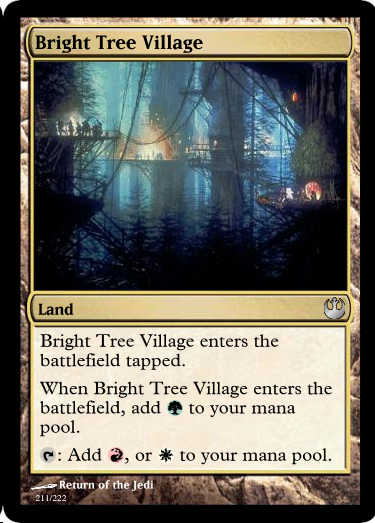 Bright Tree Village
Land
Bright Tree Village enters the
battlefield tapped.
When Bright Tree Village enters the
battlefield, add to your mana
pool.
: Add , or to your mana pool.
Return of the Jedi
211/222